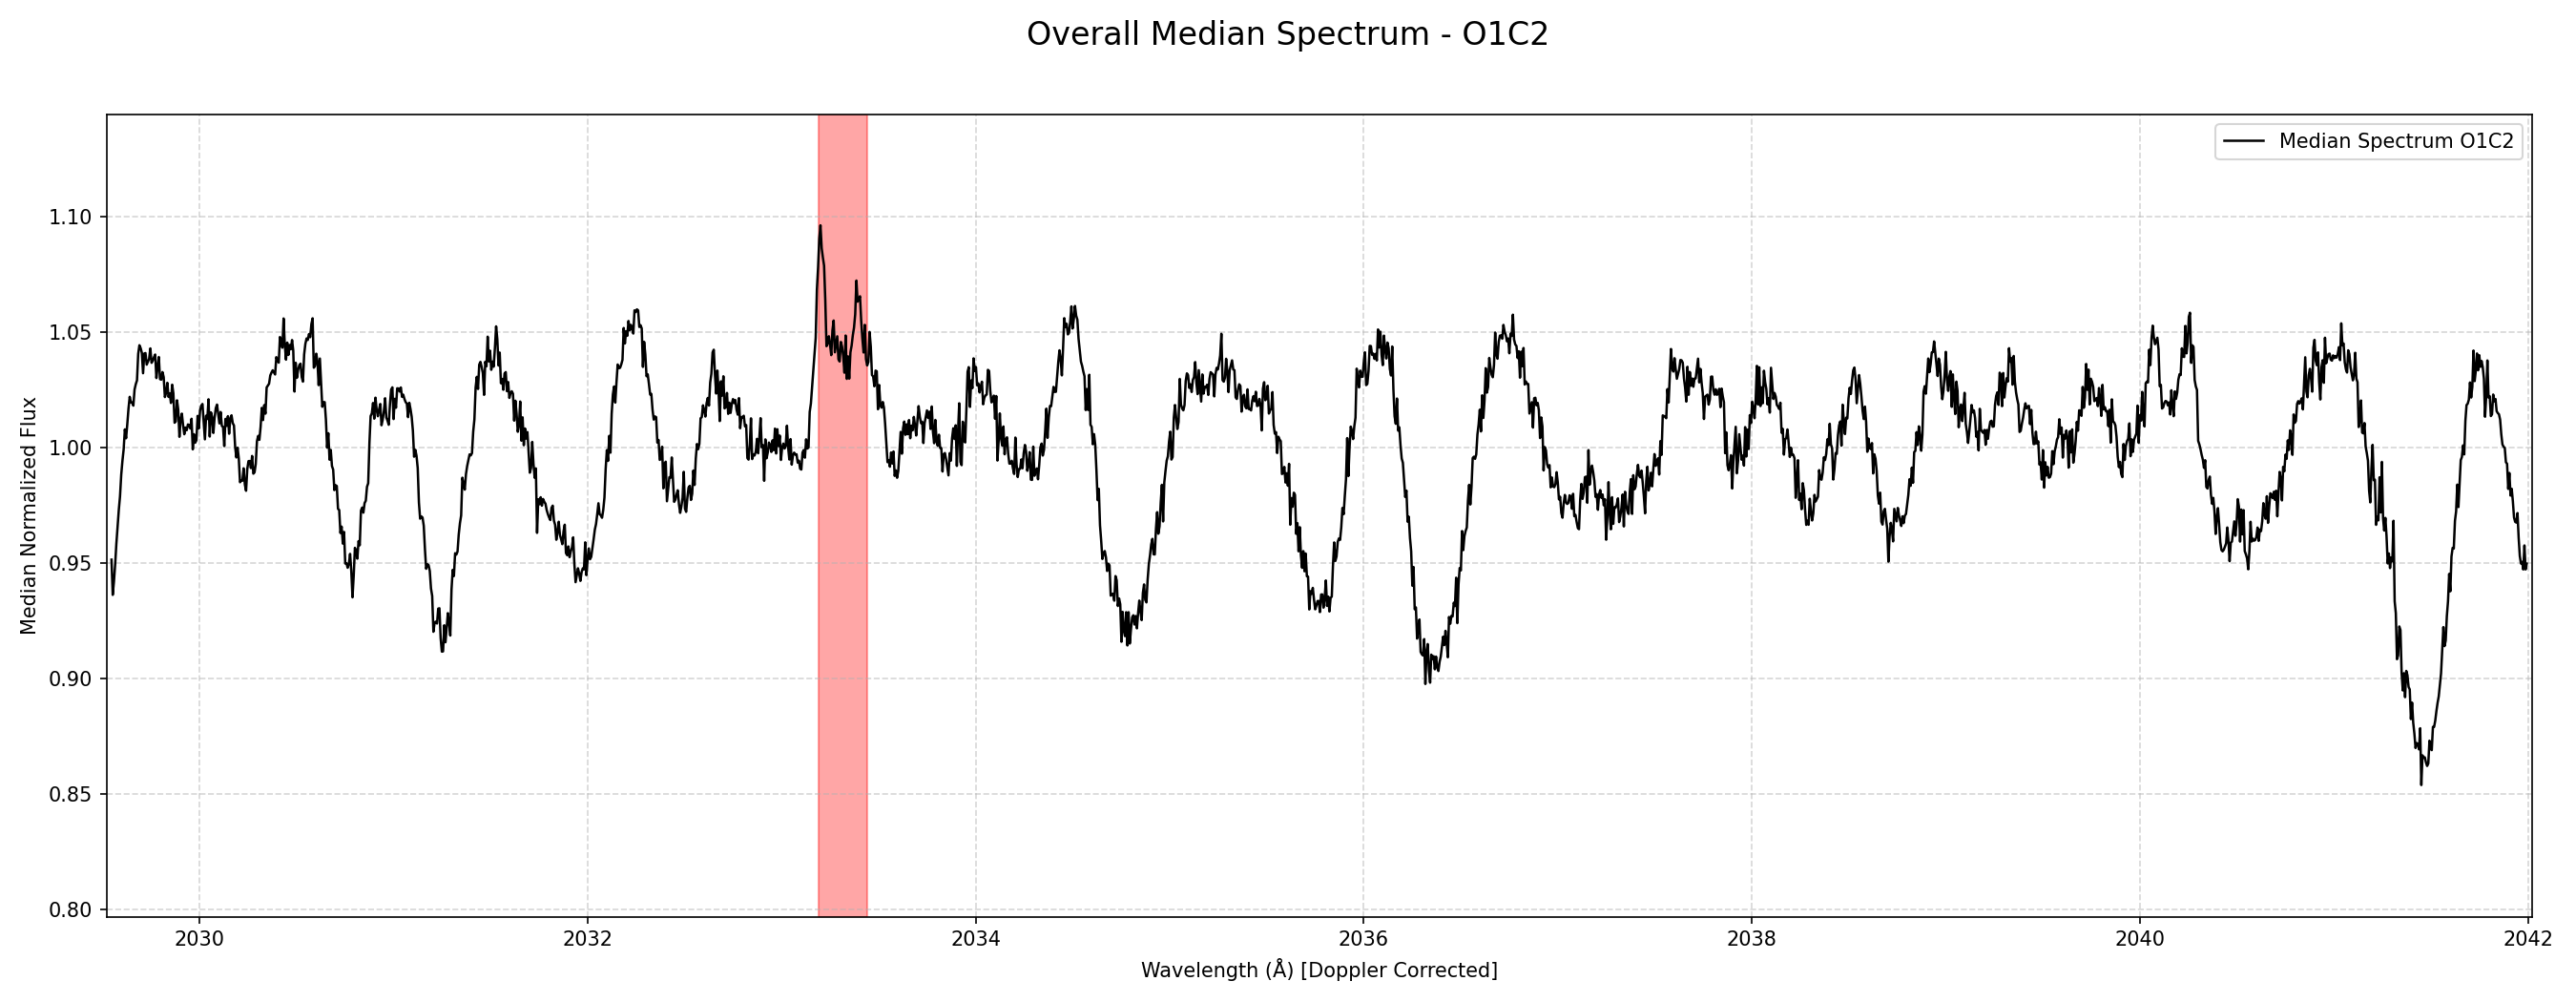 Overall Median Spectrum - O1C2
Median Spectrum O1C2
Median Normalized Flux
1.10
1.05
1.00
0.95
0.90
0.85
0.80
2030 2032 2034 2036 2038 2040 2042
Wavelength (Å) [Doppler Corrected]